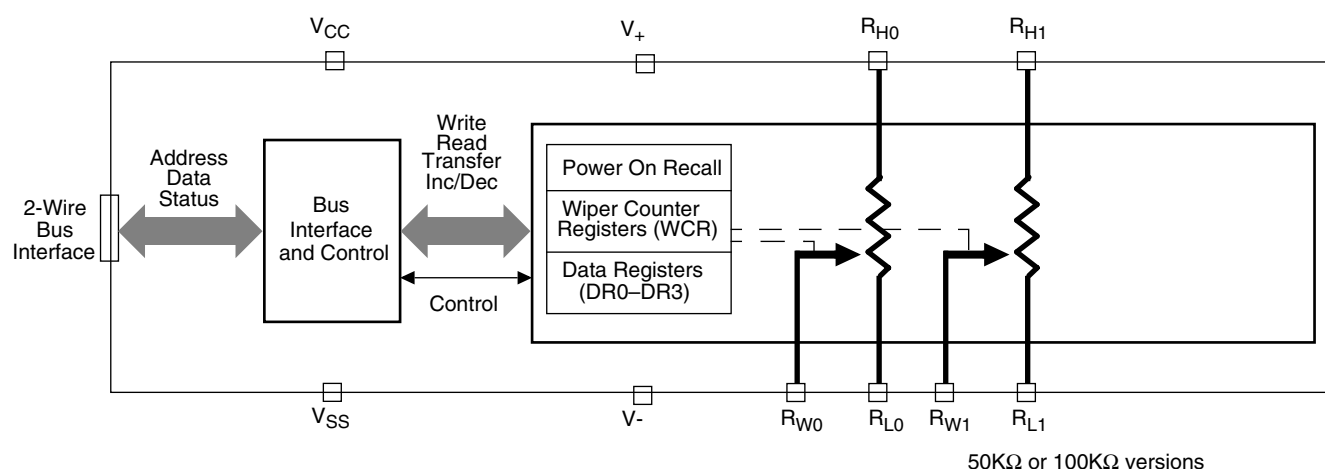 V_CC
V_+
R_H0
R_H1
Address
Data
Status
Write
Read
Transfer
Inc/Dec
2-Wire
Bus
Interface
Bus
Interface
and Control
Control
Power On Recall
Wiper Counter
Registers (WCR)
Data Registers
(DR0–DR3)
V_SS
V-
R_W0
R_L0
R_W1
R_L1
50KΩ or 100KΩ versions